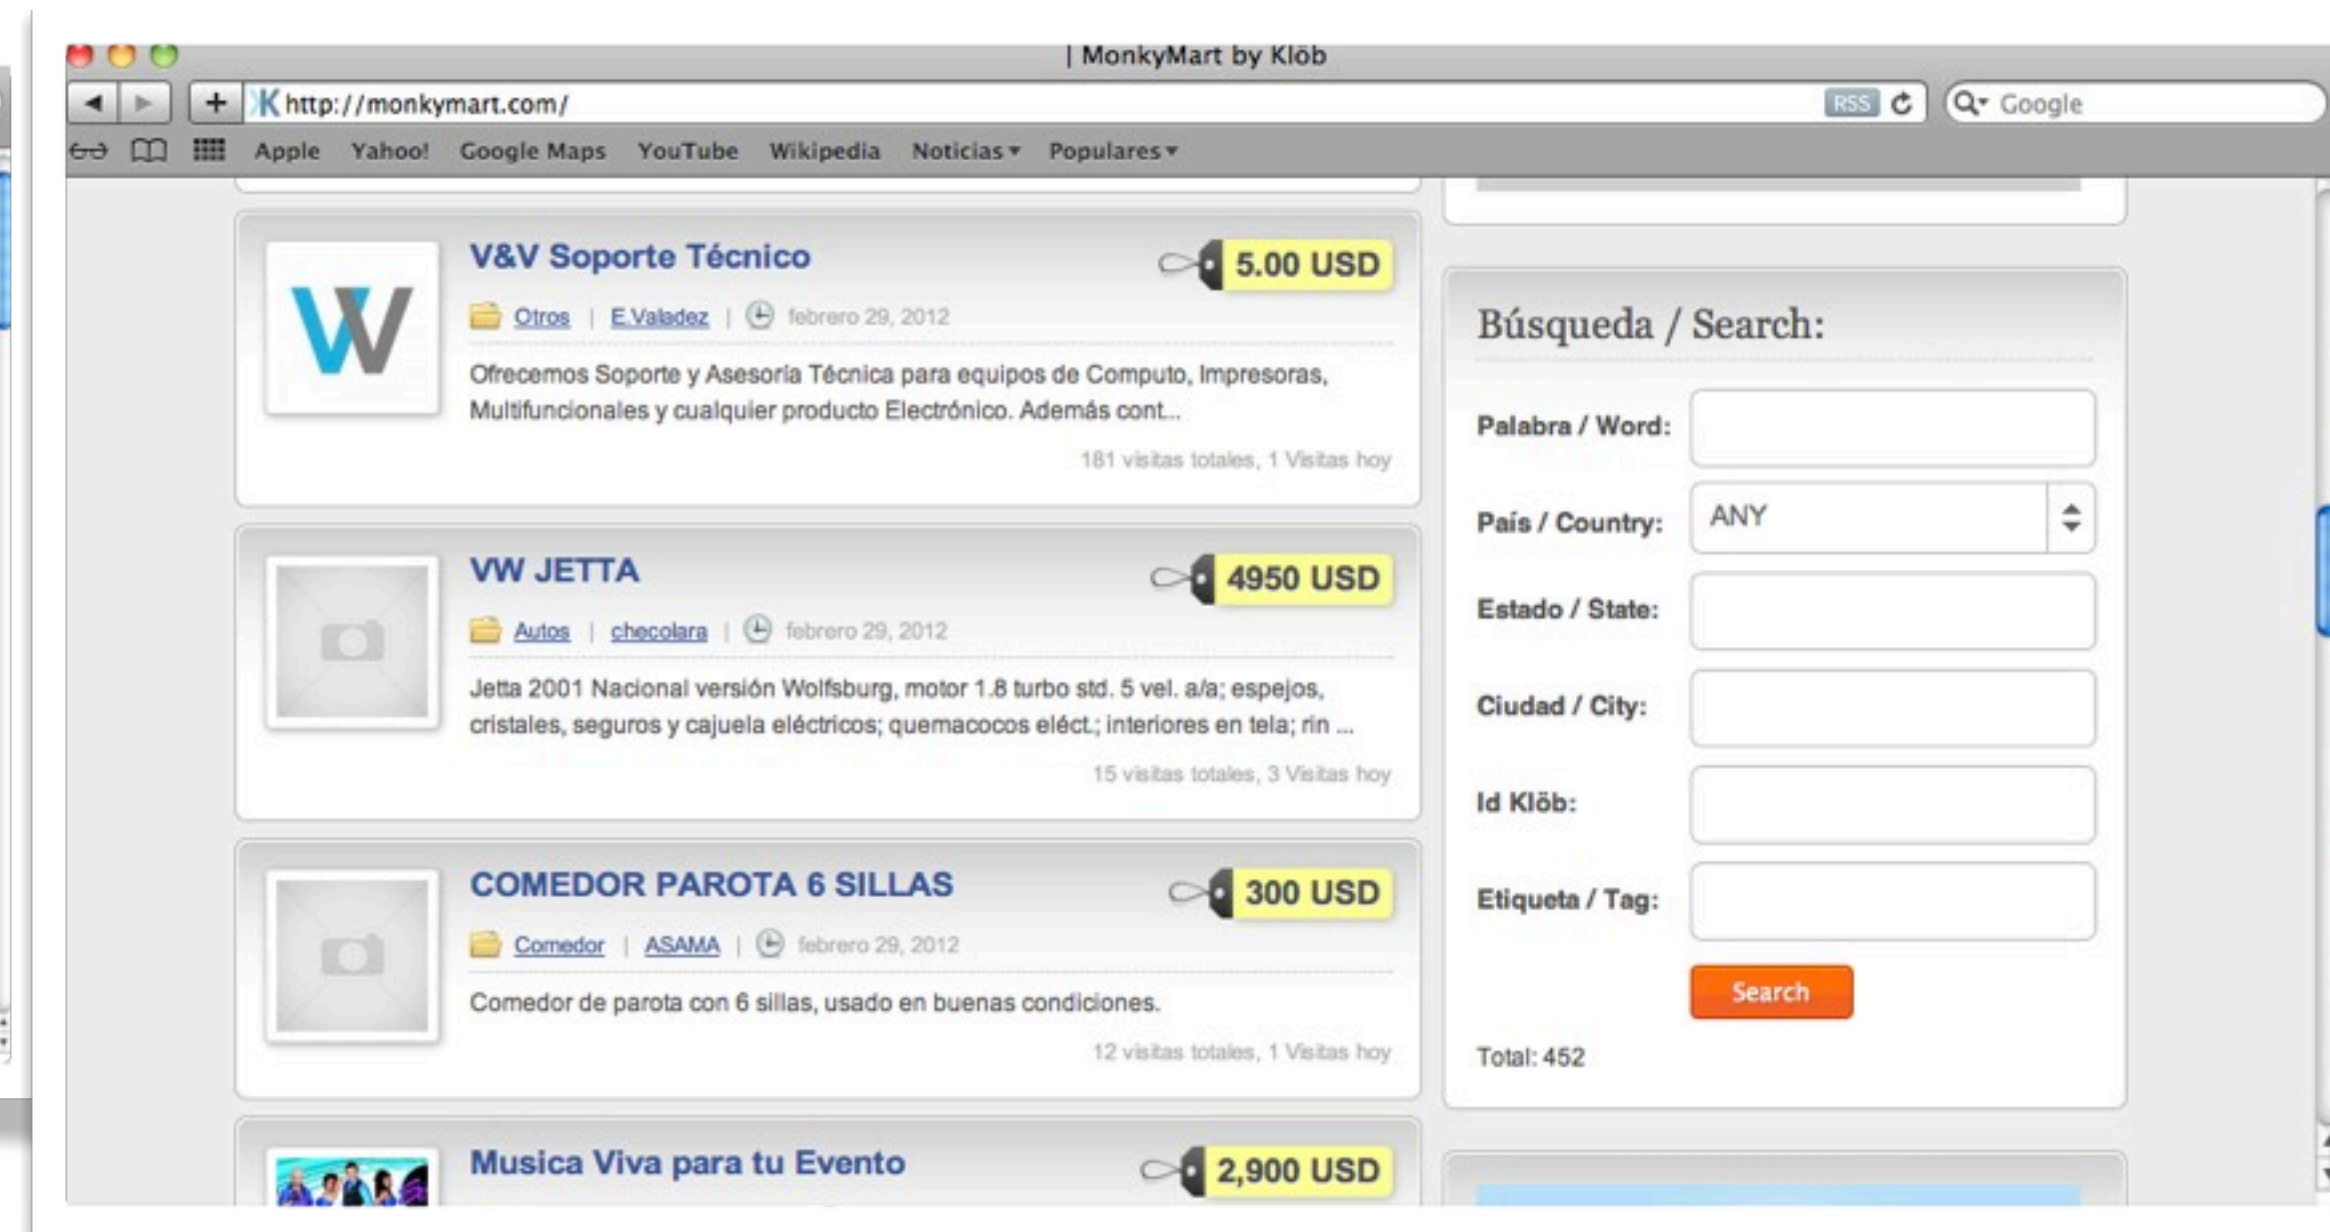 | MonkyMart by Klöb
http://monkymart.com/
RSS
Google
Apple Yahoo! Google Maps YouTube Wikipedia Noticias Populares
V&V Soporte Técnico
5.00 USD
Otros | E.Valadez | febrero 29, 2012
Ofrecemos Soporte y Asesoría Técnica para equipos de Computo, Impresoras,
Multifuncionales y cualquier producto Electrónico. Además cont...
181 visitas totales, 1 Visitas hoy
VW JETTA
4950 USD
Autos | checolara | febrero 29, 2012
Jetta 2001 Nacional versión Wolfsburg, motor 1.8 turbo std. 5 vel. a/a; espejos,
cristales, seguros y cajuela eléctricos; quemacocos eléct.; interiores en tela; rin ...
15 visitas totales, 3 Visitas hoy
COMEDOR PAROTA 6 SILLAS
300 USD
Comedor | ASAMA | febrero 29, 2012
Comedor de parota con 6 sillas, usado en buenas condiciones.
12 visitas totales, 1 Visitas hoy
Musica Viva para tu Evento
2,900 USD
Búsqueda / Search:
Palabra / Word:
País / Country: ANY
Estado / State:
Ciudad / City:
Id Klöb:
Etiqueta / Tag:
Search
Total: 452